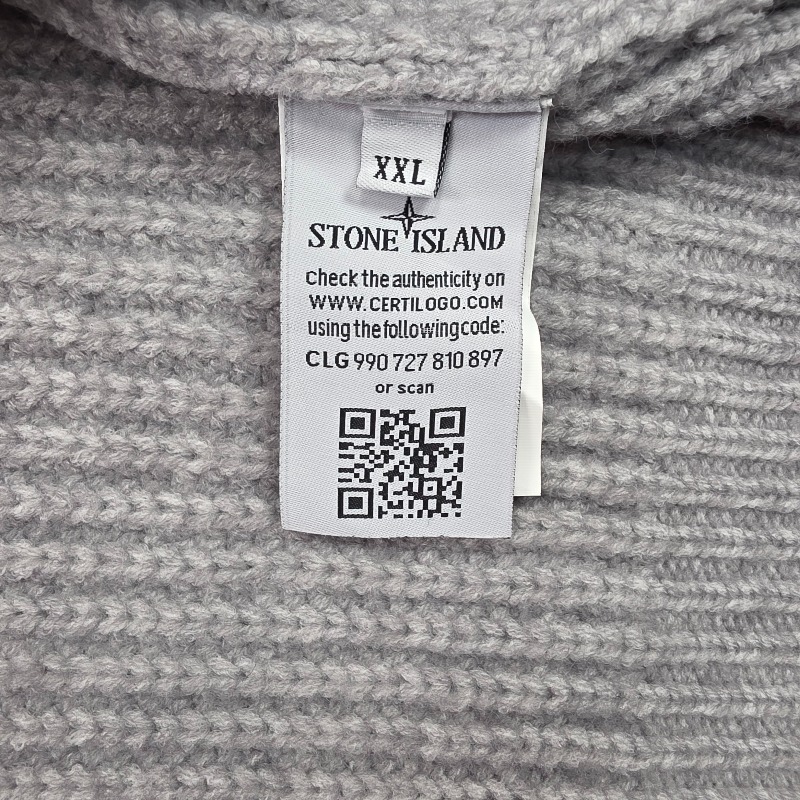 XXL
STONE ISLAND
Check the authenticity on
WWW.CERTILOGO.COM
using the following code:
CLG 990 727 810 897
or scan